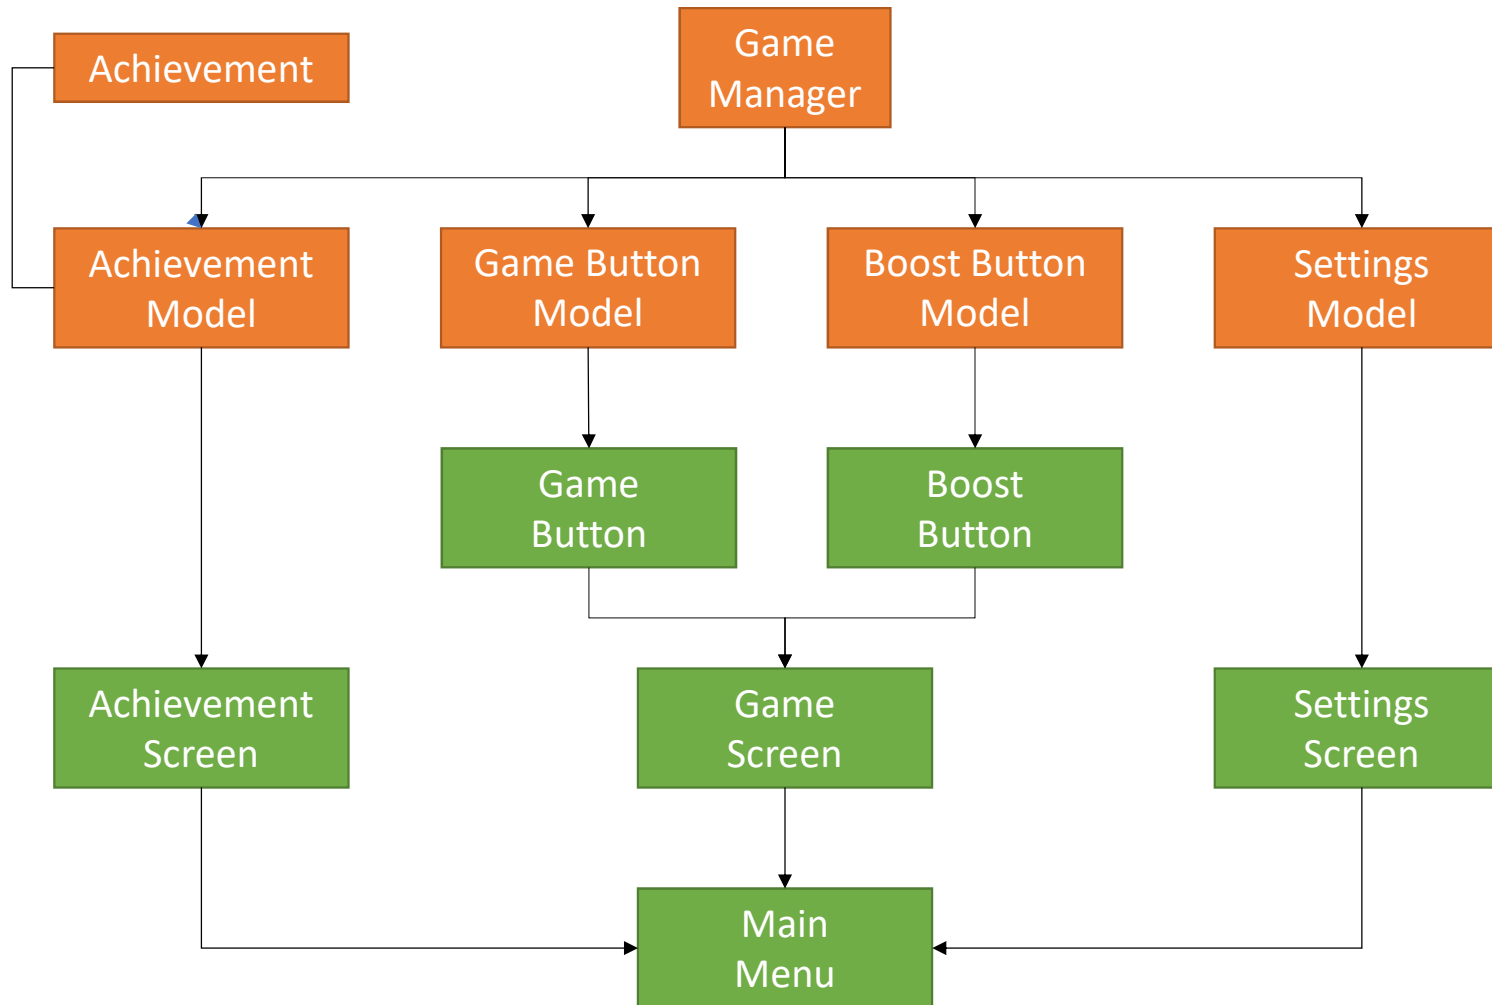 Achievement
Game
Manager
Achievement
Model
Game Button
Model
Boost Button
Model
Settings
Model
Game
Button
Boost
Button
Achievement
Screen
Game
Screen
Settings
Screen
Main
Menu